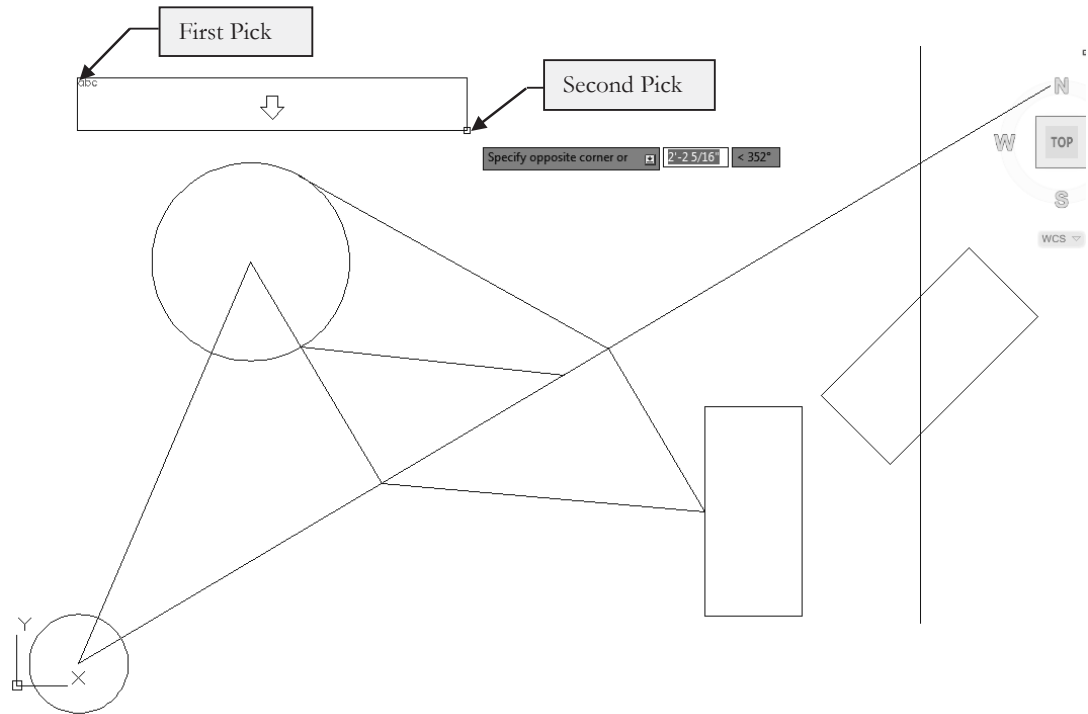 First Pick
abc
Second Pick
Specify opposite corner or 2'-2 5/16" < 352°
N
W
TOP
S
WCS
Y
X